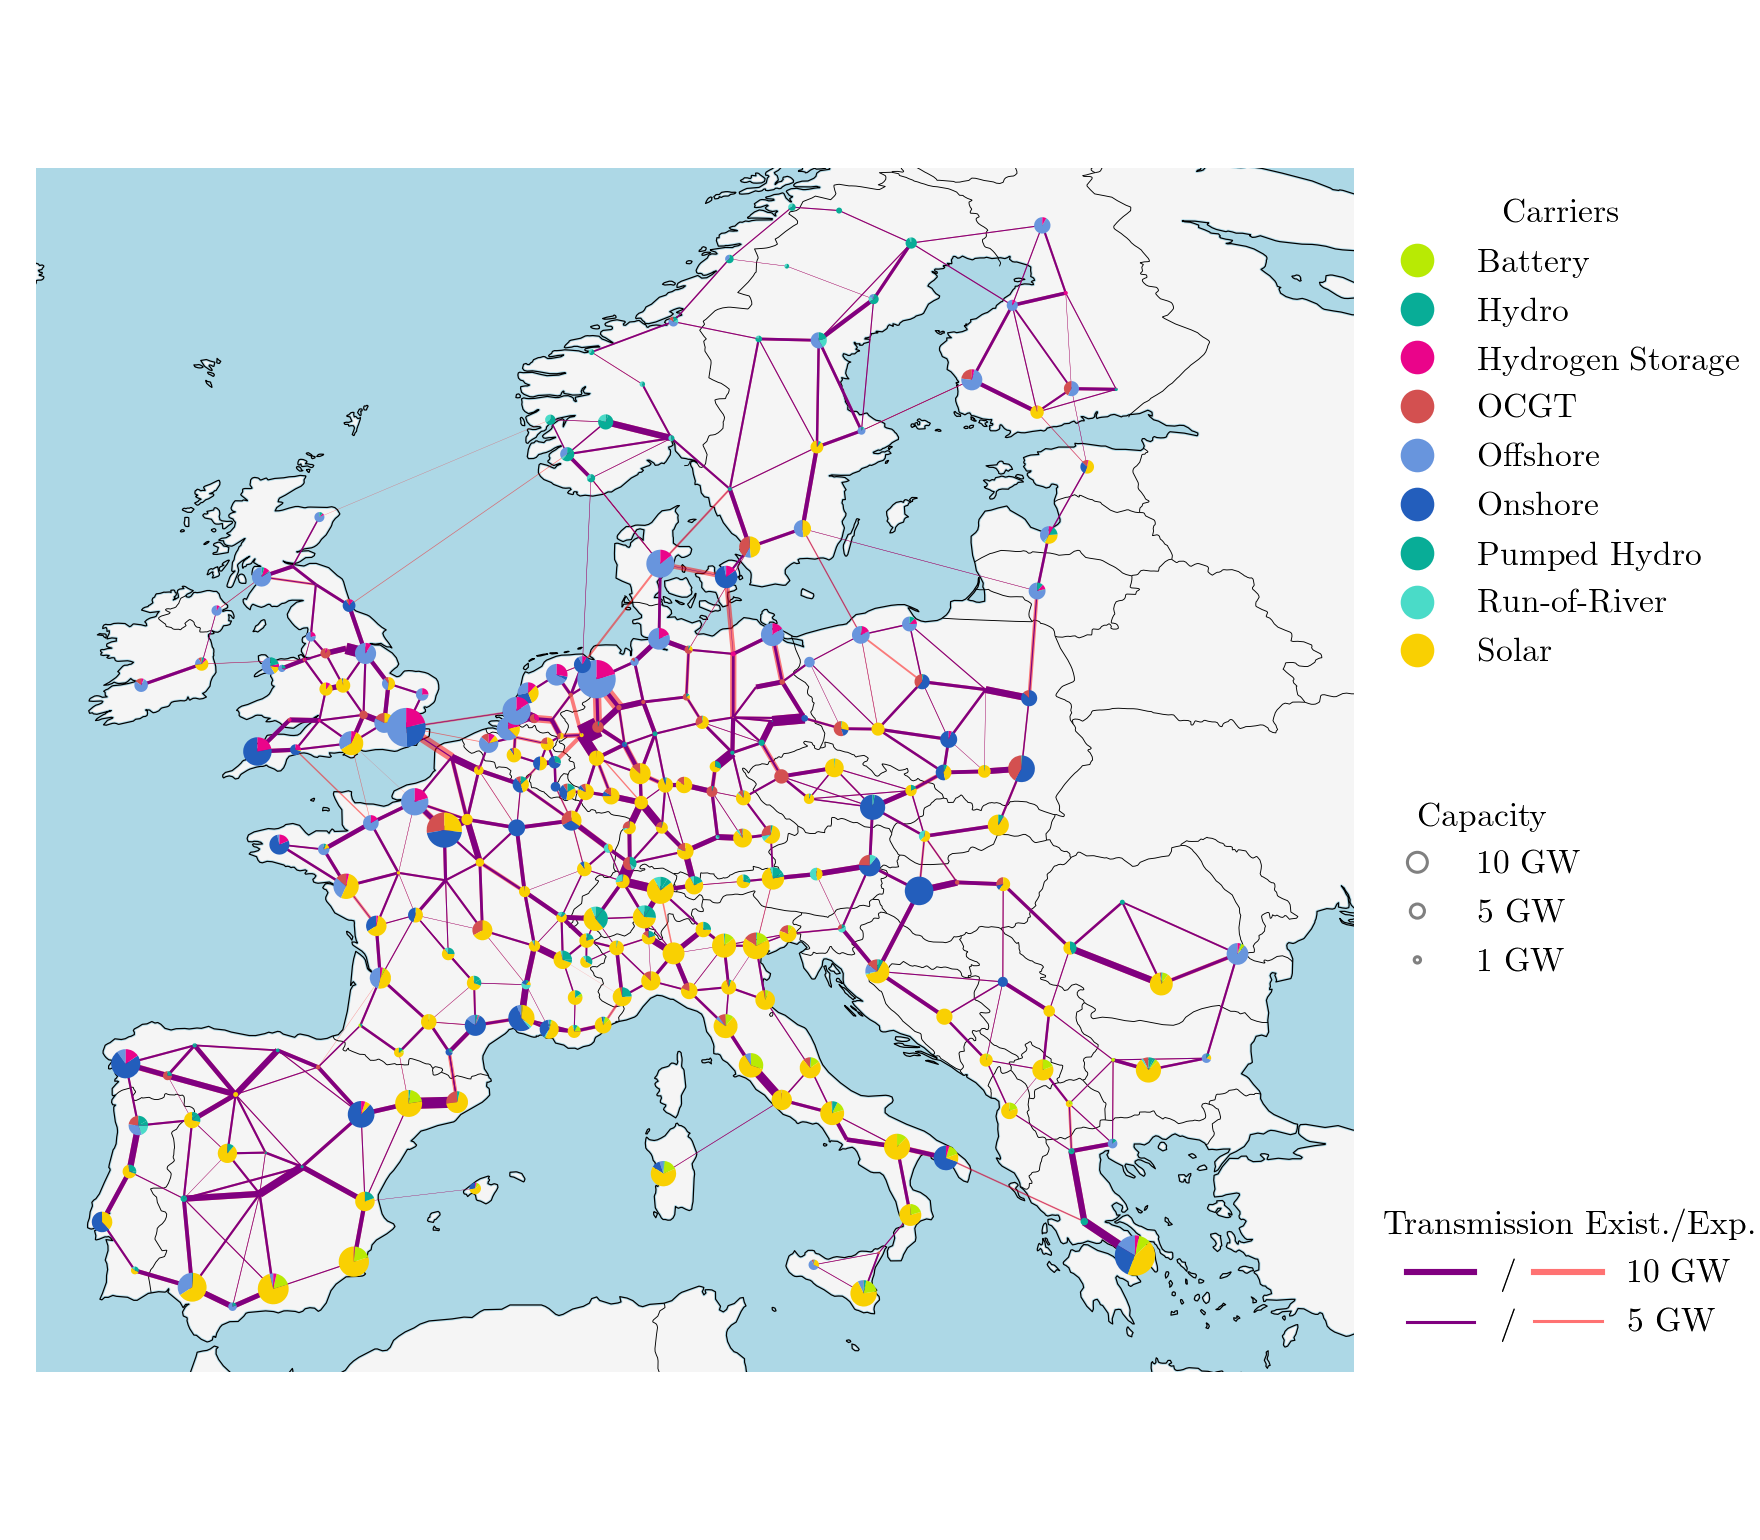 Carriers
Battery
Hydro
Hydrogen Storage
OCGT
Offshore
Onshore
Pumped Hydro
Run-of-River
Solar
Capacity
10 GW
5 GW
1 GW
Transmission Exist./Exp.
/ 10 GW
/ 5 GW